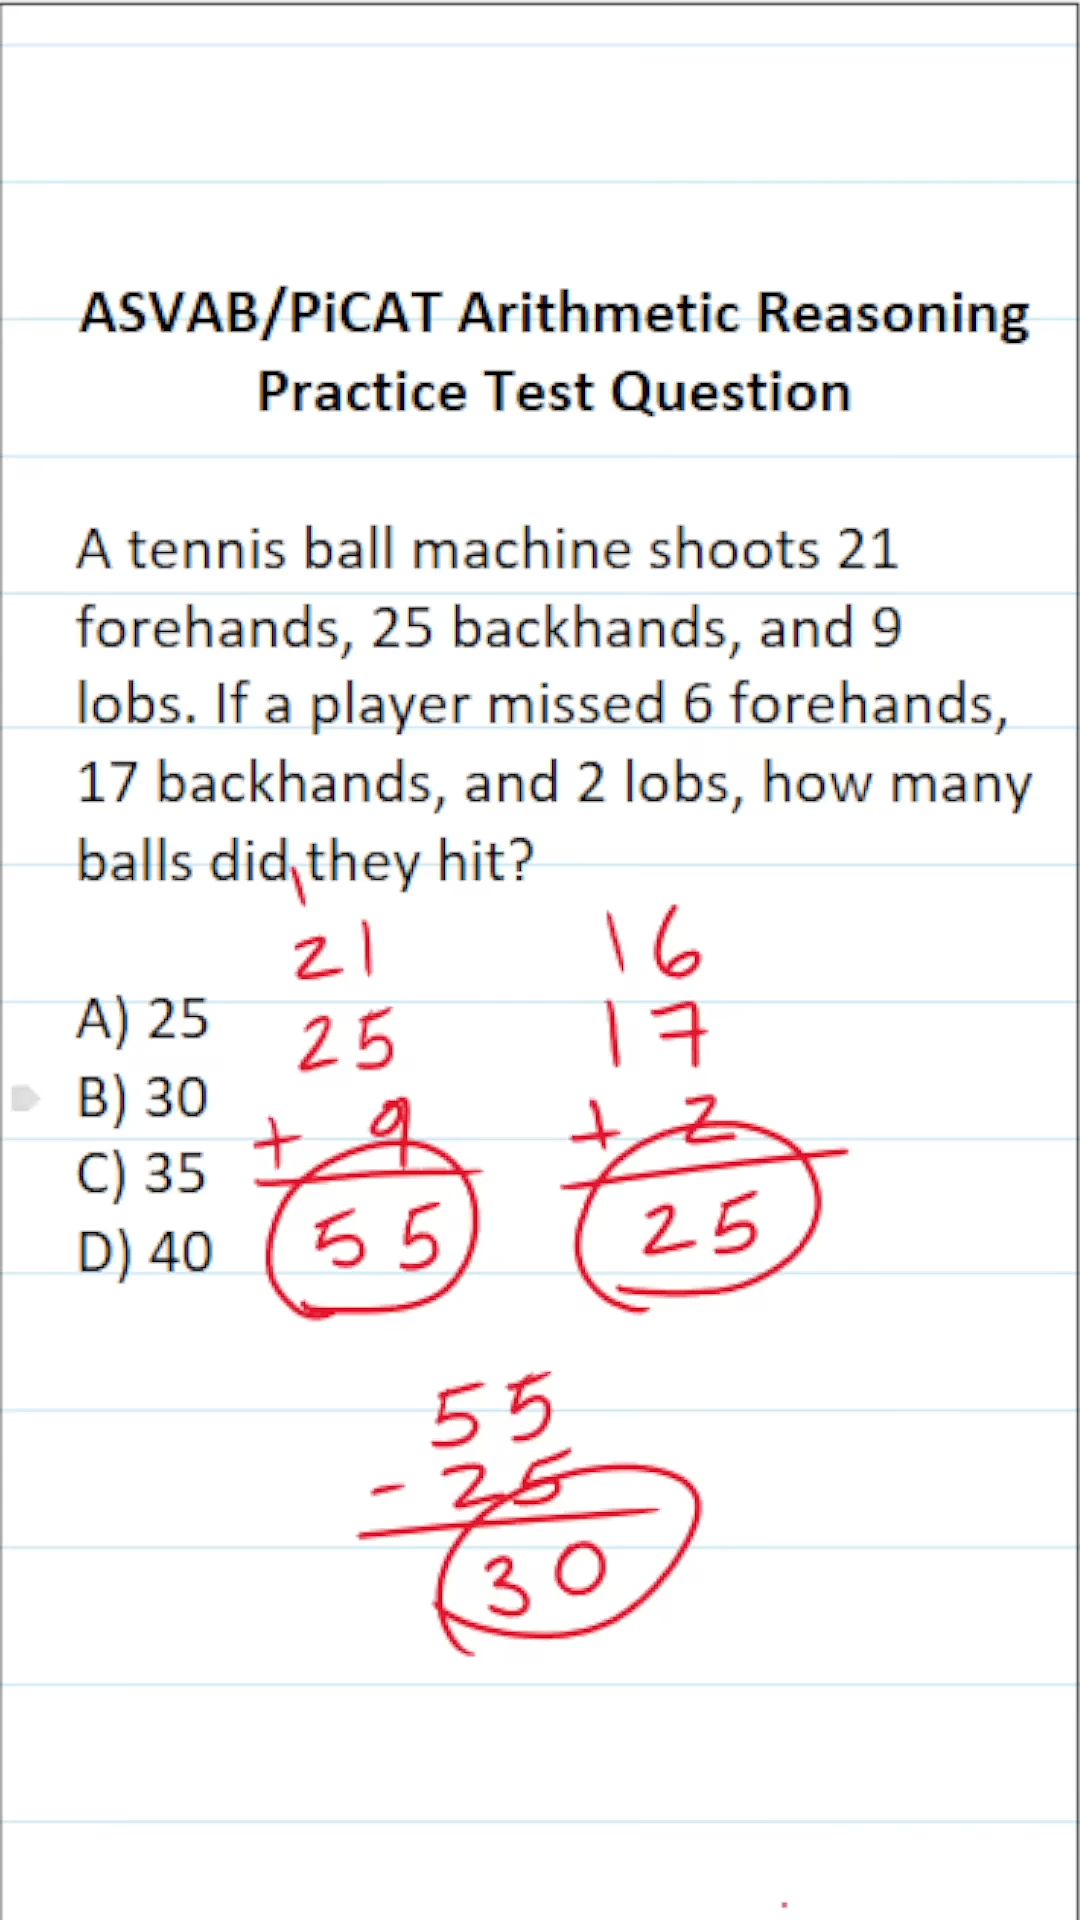 ASVAB/PiCAT Arithmetic Reasoning
Practice Test Question
A tennis ball machine shoots 21
forehands, 25 backhands, and 9
lobs. If a player missed 6 forehands,
17 backhands, and 2 lobs, how many
balls did they hit?
A) 25
B) 30
C) 35
D) 40
1
21
25
+ 9
55
1 6
17
+ 2
25
55
- 25
30